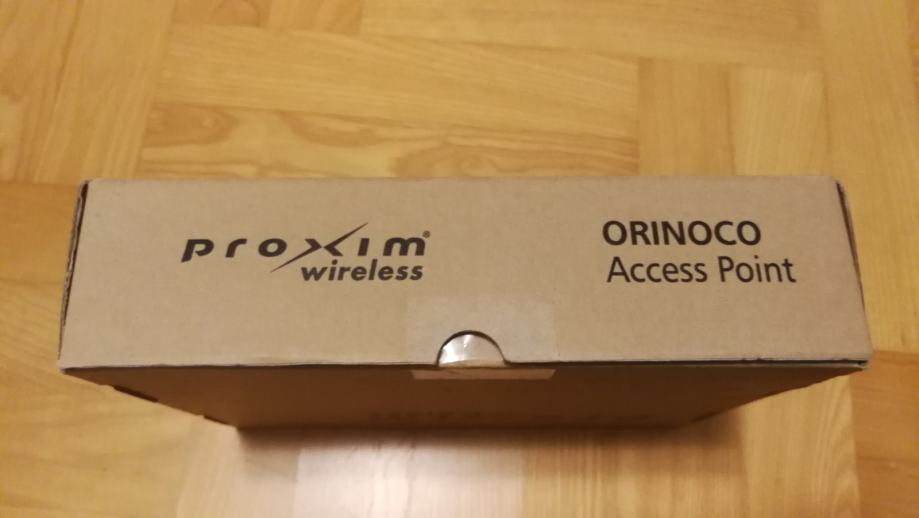 proxim®
wireless
ORINOCO
Access Point